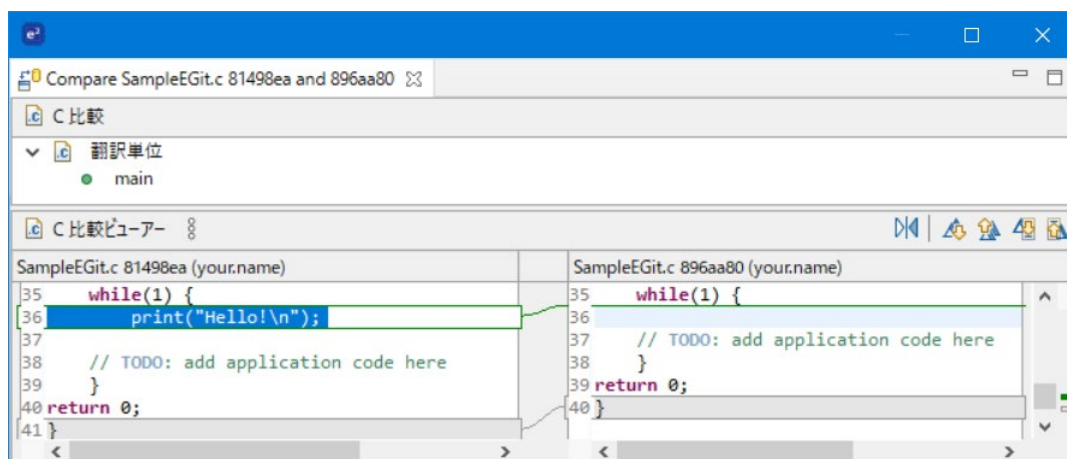 e²
Compare SampleEGit.c 81498ea and 896aa80
C 比較
翻訳単位
main
C 比較ビューアー
SampleEGit.c 81498ea (your.name)
35 while(1) {
36 print("Hello!\n");
37
38 // TODO: add application code here
39 }
40 return 0;
41 }
SampleEGit.c 896aa80 (your.name)
35 while(1) {
36
37 // TODO: add application code here
38 }
39 return 0;
40 }